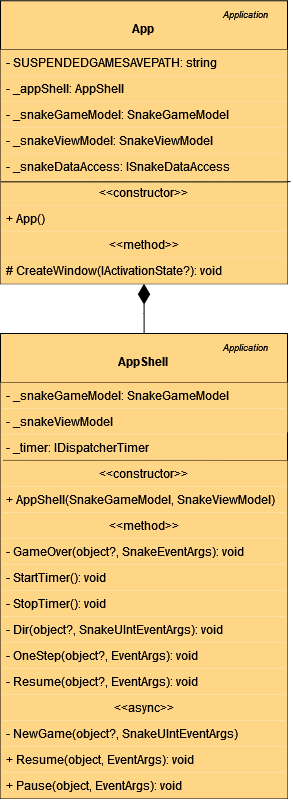 Application
App
- SUSPENDEDGAMESAVEPATH: string
- _appShell: AppShell
- _snakeGameModel: SnakeGameModel
- _snakeViewModel: SnakeViewModel
- _snakeDataAccess: ISnakeDataAccess
<<constructor>>
+ App()
<<method>>
# CreateWindow(IActivationState?): void
Application
AppShell
- _snakeGameModel: SnakeGameModel
- _snakeViewModel
- _timer: IDispatcherTimer
<<constructor>>
+ AppShell(SnakeGameModel, SnakeViewModel)
<<method>>
- GameOver(object?, SnakeEventArgs): void
- StartTimer(): void
- StopTimer(): void
- Dir(object?, SnakeUIntEventArgs): void
- OneStep(object?, EventArgs): void
- Resume(object?, EventArgs): void
<<async>>
- NewGame(object?, SnakeUIntEventArgs)
+ Resume(object, EventArgs): void
+ Pause(object, EventArgs): void